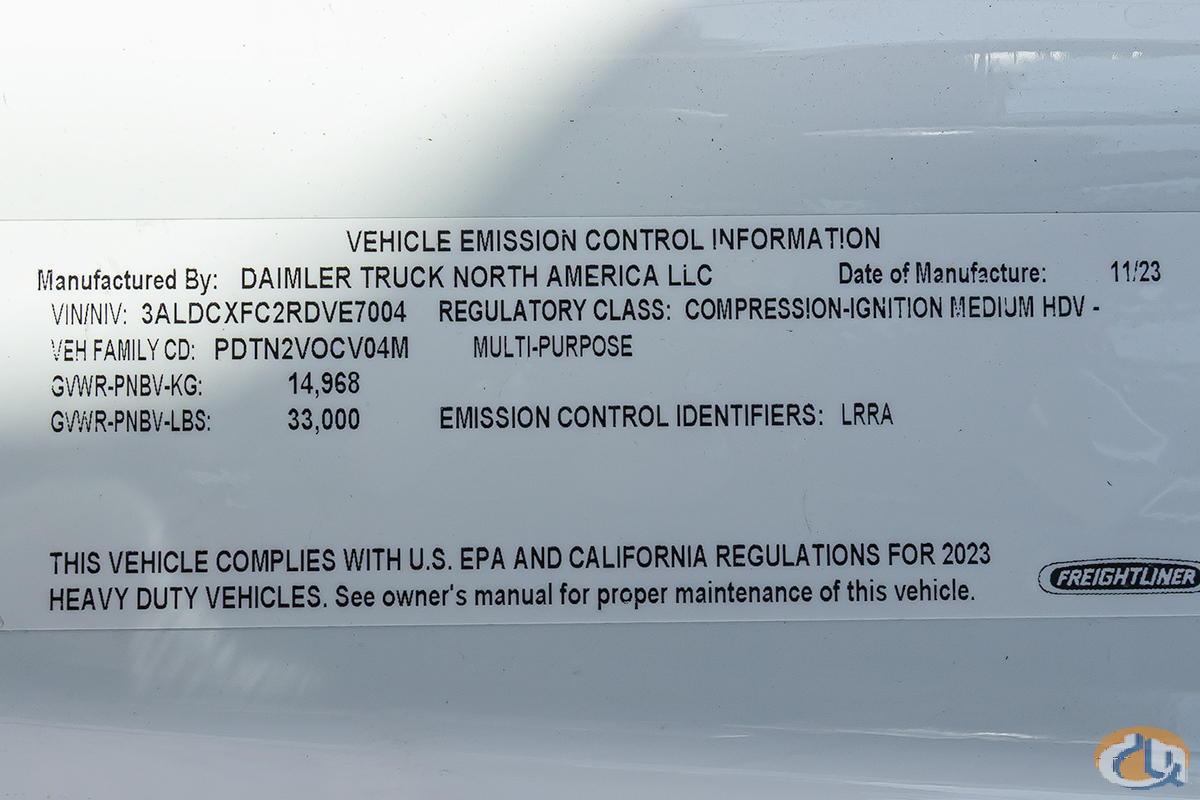 VEHICLE EMISSION CONTROL INFORMATION
Manufactured By: DAIMLER TRUCK NORTH AMERICA LLC Date of Manufacture: 11/23
VIN/NIV: 3ALDCXFC2RDVE7004 REGULATORY CLASS: COMPRESSION-IGNITION MEDIUM HDV -
VEH FAMILY CD: PDTN2VOCV04M MULTI-PURPOSE
GVWR-PNBV-KG: 14,968
GVWR-PNBV-LBS: 33,000 EMISSION CONTROL IDENTIFIERS: LRRA
THIS VEHICLE COMPLIES WITH U.S. EPA AND CALIFORNIA REGULATIONS FOR 2023
HEAVY DUTY VEHICLES. See owner's manual for proper maintenance of this vehicle.
FREIGHTLINER